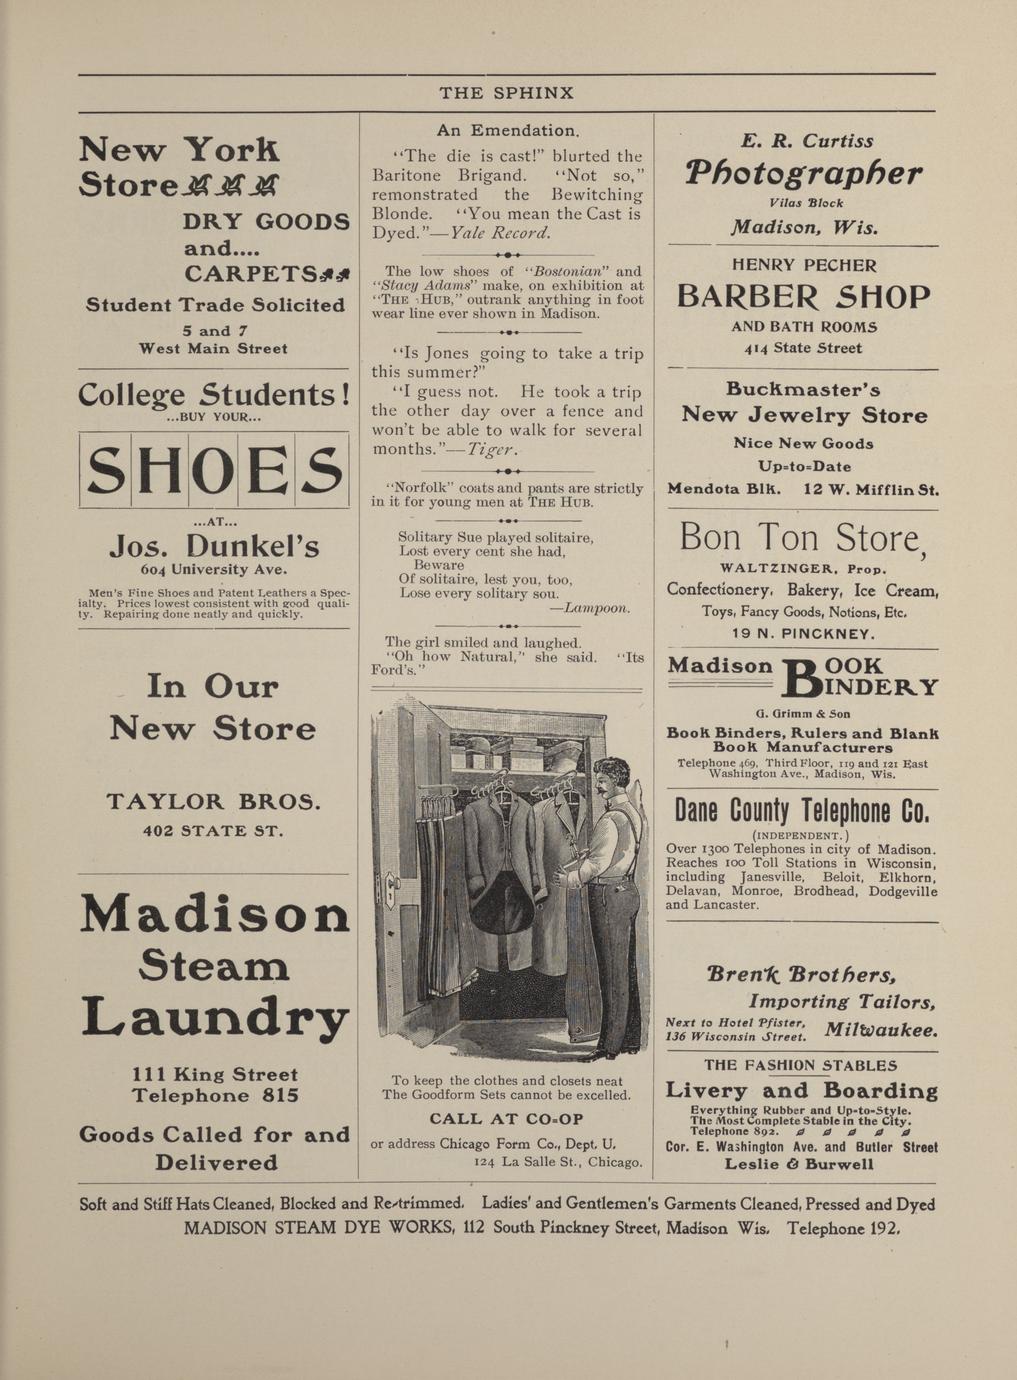 THE SPHINX
New York
Store
DRY GOODS
and....
CARPETS
Student Trade Solicited
5 and 7
West Main Street
College Students!
...BUY YOUR...
SHOES
...AT...
Jos. Dunkel's
604 University Ave.
Men's Fine Shoes and Patent Leathers a Spec-
ialty. Prices lowest consistent with good quali-
ty. Repairing done neatly and quickly.
In Our
New Store
TAYLOR BROS.
402 STATE ST.
Madison
Steam
Laundry
111 King Street
Telephone 815
Goods Called for and
Delivered
An Emendation.
"The die is cast!" blurted the
Baritone Brigand. "Not so,"
remonstrated the Bewitching
Blonde. "You mean the Cast is
Dyed."—Yale Record.
The low shoes of "Bostonian" and
"Stacy Adams" make, on exhibition at
"THE HUB," outrank anything in foot
wear line ever shown in Madison.
"Is Jones going to take a trip
this summer?"
"I guess not. He took a trip
the other day over a fence and
won't be able to walk for several
months."—Tiger.
"Norfolk" coats and pants are strictly
in it for young men at THE HUB.
Solitary Sue played solitaire,
Lost every cent she had,
Beware
Of solitaire, lest you, too,
Lose every solitary sou.
—Lampoon.
The girl smiled and laughed.
"Oh how Natural," she said. "Its
Ford's."
To keep the clothes and closets neat
The Goodform Sets cannot be excelled.
CALL AT CO=OP
or address Chicago Form Co., Dept. U.
124 La Salle St., Chicago.
E. R. Curtiss
Photographer
Vilas Block
Madison, Wis.
HENRY PECHER
BARBER SHOP
AND BATH ROOMS
414 State Street
Buckmaster's
New Jewelry Store
Nice New Goods
Up=to=Date
Mendota Blk. 12 W. Mifflin St.
Bon Ton Store,
WALTZINGER, Prop.
Confectionery, Bakery, Ice Cream,
Toys, Fancy Goods, Notions, Etc.
19 N. PINCKNEY.
Madison BOOK
BINDERY
G. Grimm & Son
Book Binders, Rulers and Blank
Book Manufacturers
Telephone 469, Third Floor, 119 and 121 East
Washington Ave., Madison, Wis.
Dane County Telephone Co.
(INDEPENDENT.)
Over 1300 Telephones in city of Madison.
Reaches 100 Toll Stations in Wisconsin,
including Janesville, Beloit, Elkhorn,
Delavan, Monroe, Brodhead, Dodgeville
and Lancaster.
Brenk Brothers,
Importing Tailors,
Next to Hotel Pfister,
136 Wisconsin Street. Milwaukee.
THE FASHION STABLES
Livery and Boarding
Everything Rubber and Up=to=Style.
The Most Complete Stable in the City.
Telephone 892.
Cor. E. Washington Ave. and Butler Street
Leslie & Burwell
Soft and Stiff Hats Cleaned, Blocked and Re-trimmed. Ladies' and Gentlemen's Garments Cleaned, Pressed and Dyed
MADISON STEAM DYE WORKS, 112 South Pinckney Street, Madison Wis. Telephone 192.